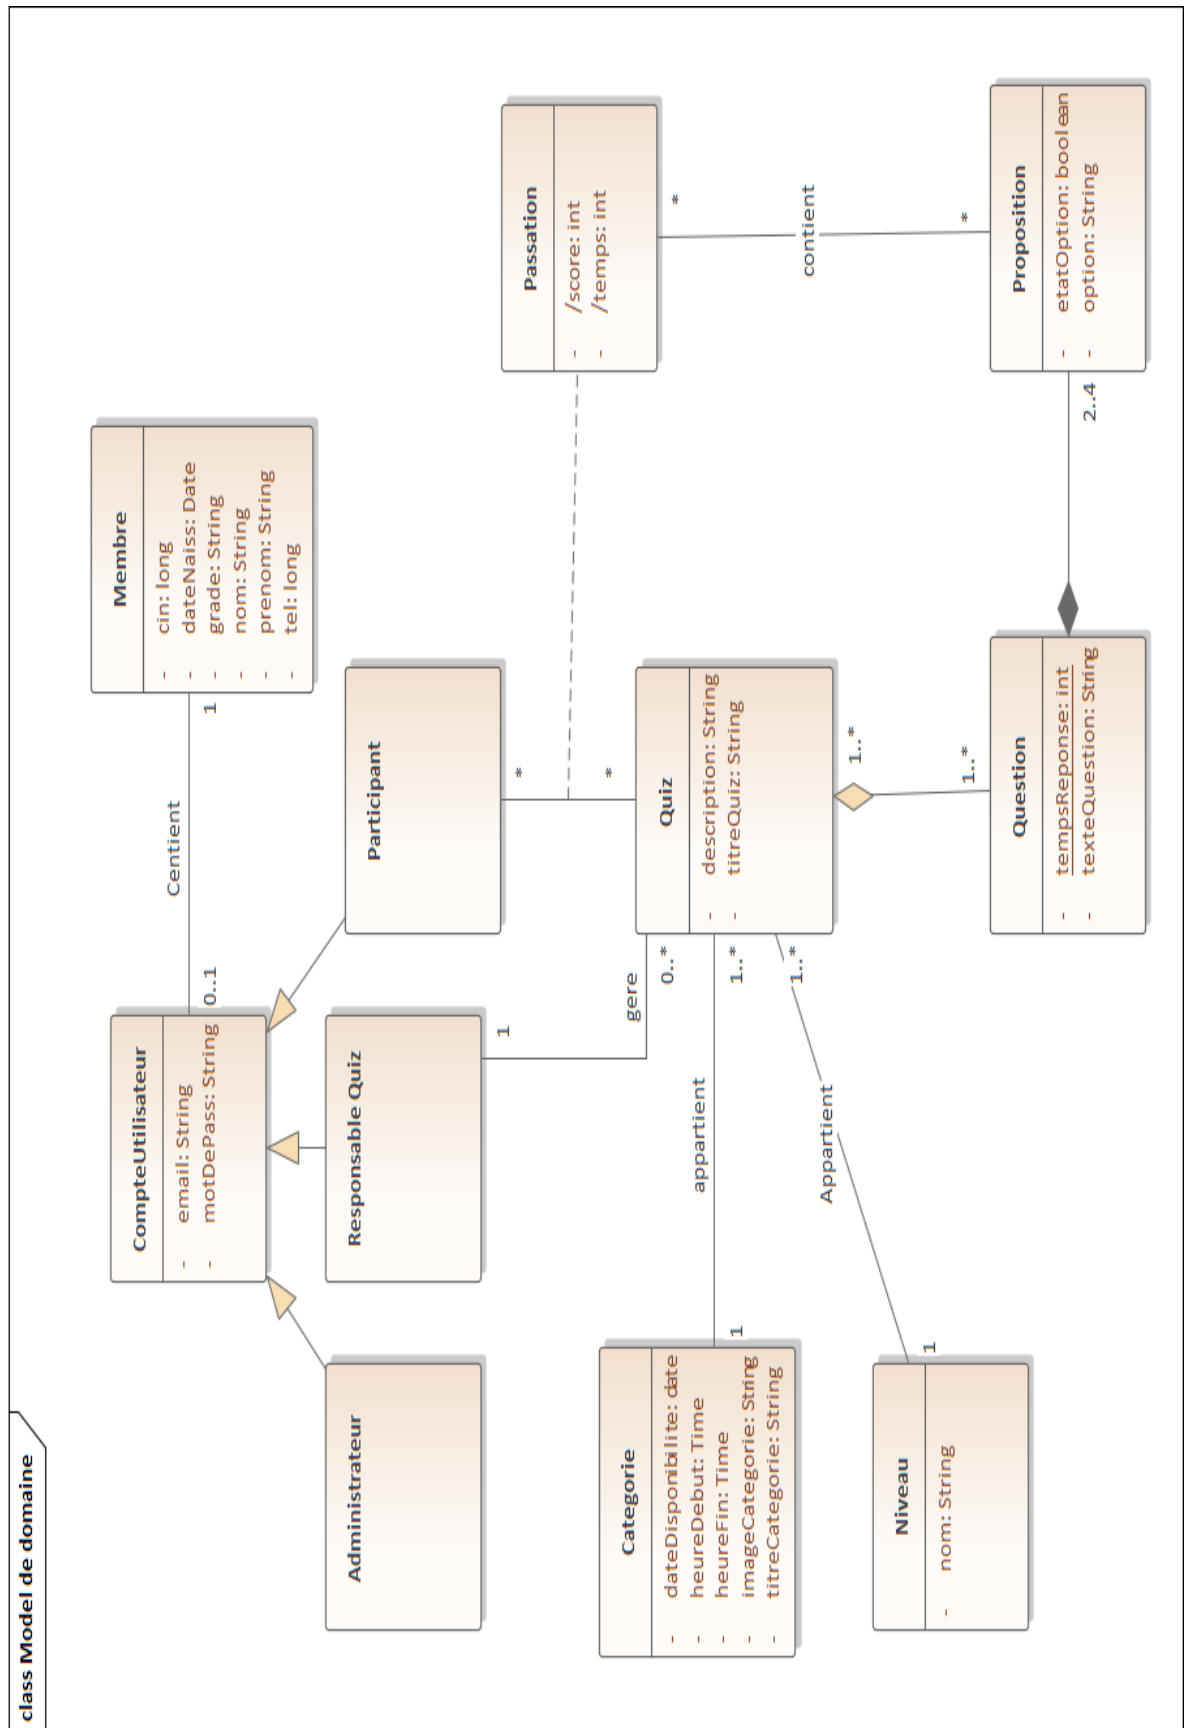 class Model de domaine
Administrateur
CompteUtilisateur
- email: String
- motDePass: String
0..1
Centient
1
Membre
- cin: long
- dateNaiss: Date
- grade: String
- nom: String
- prenom: String
- tel: long
Responsable Quiz
1
gere
0..*
Participant
*
*
Passation
- /score: int
- /temps: int
*
contient
*
Categorie
- dateDisponibilite: date
- heureDebut: Time
- heureFin: Time
- imageCategorie: String
- titreCategorie: String
1
appartient
1..*
Quiz
- description: String
- titreQuiz: String
1..*
1..*
Niveau
- nom: String
1
Appartient
1..*
Question
- tempsReponse: int
- texteQuestion: String
2..4
Proposition
- etatOption: boolean
- option: String